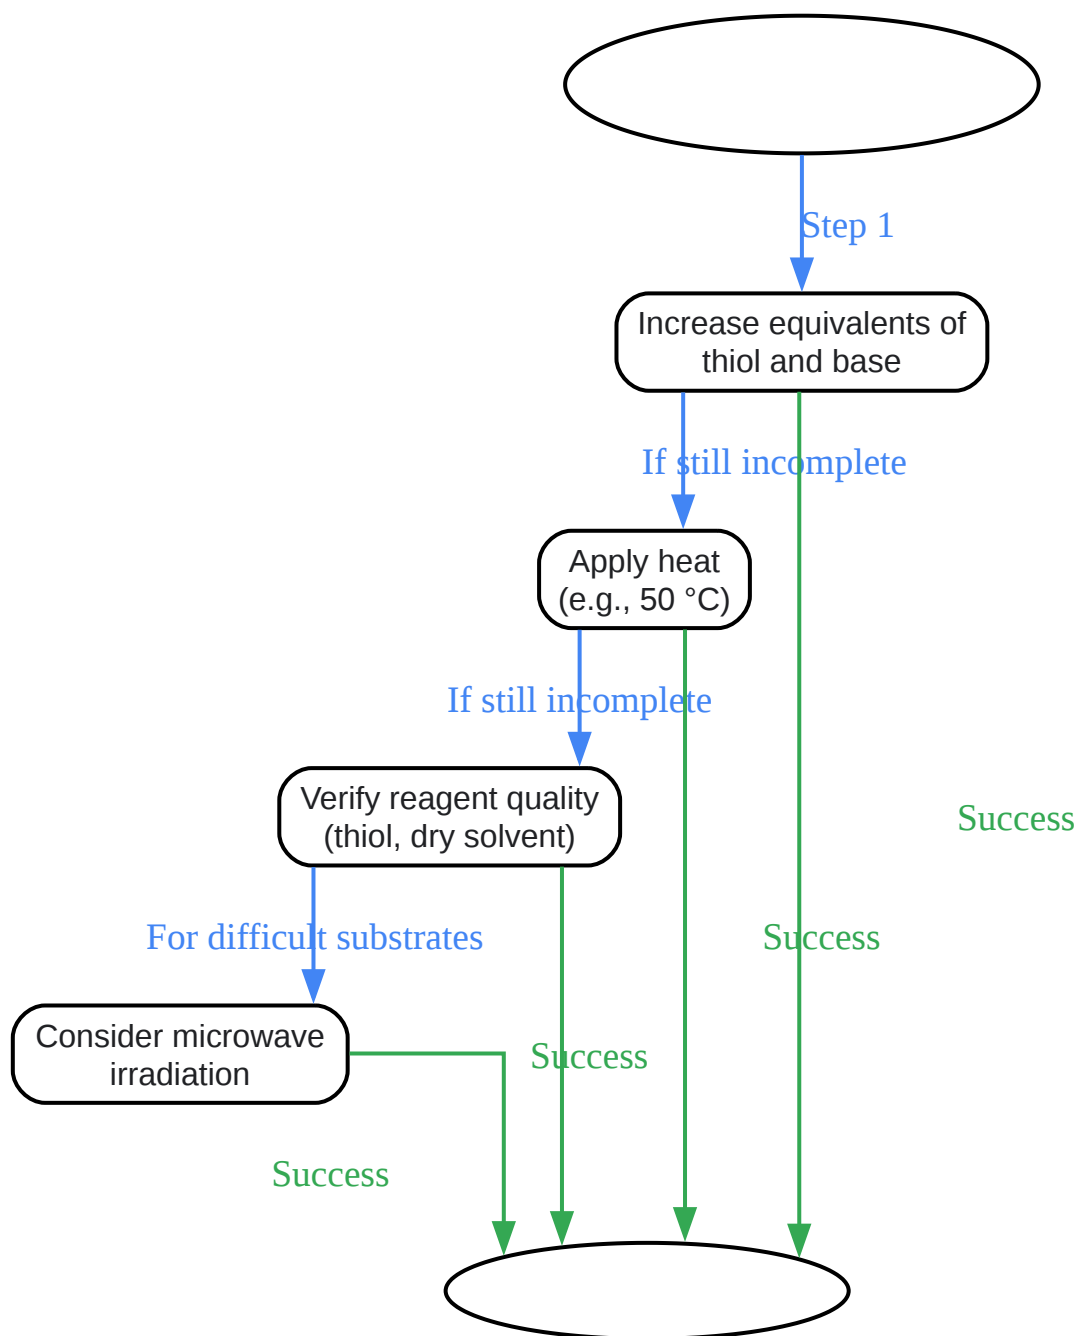 Step 1
Increase equivalents of
thiol and base
If still incomplete
Apply heat
(e.g., 50 °C)
If still incomplete
Verify reagent quality
(thiol, dry solvent)
Success
For difficult substrates
Success
Consider microwave
irradiation
Success
Success